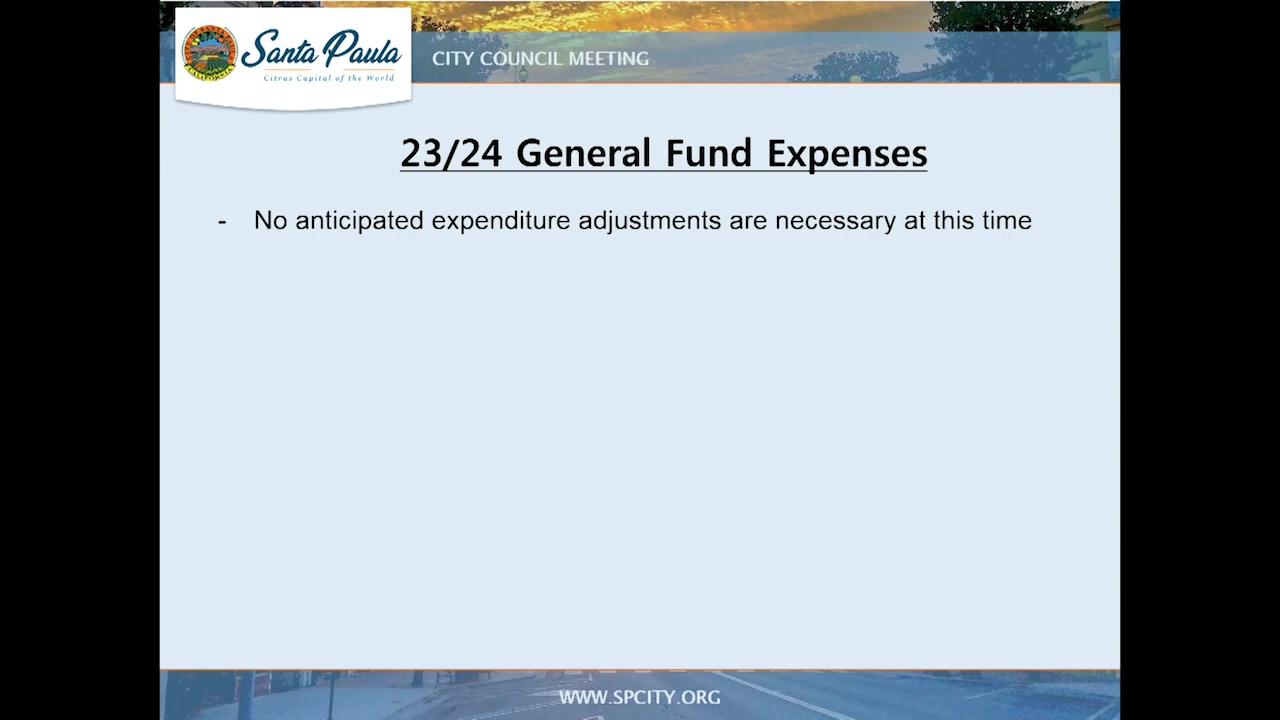 Santa Paula
Citrus Capital of the World
CITY COUNCIL MEETING
23/24 General Fund Expenses
- No anticipated expenditure adjustments are necessary at this time
WWW.SPCITY.ORG